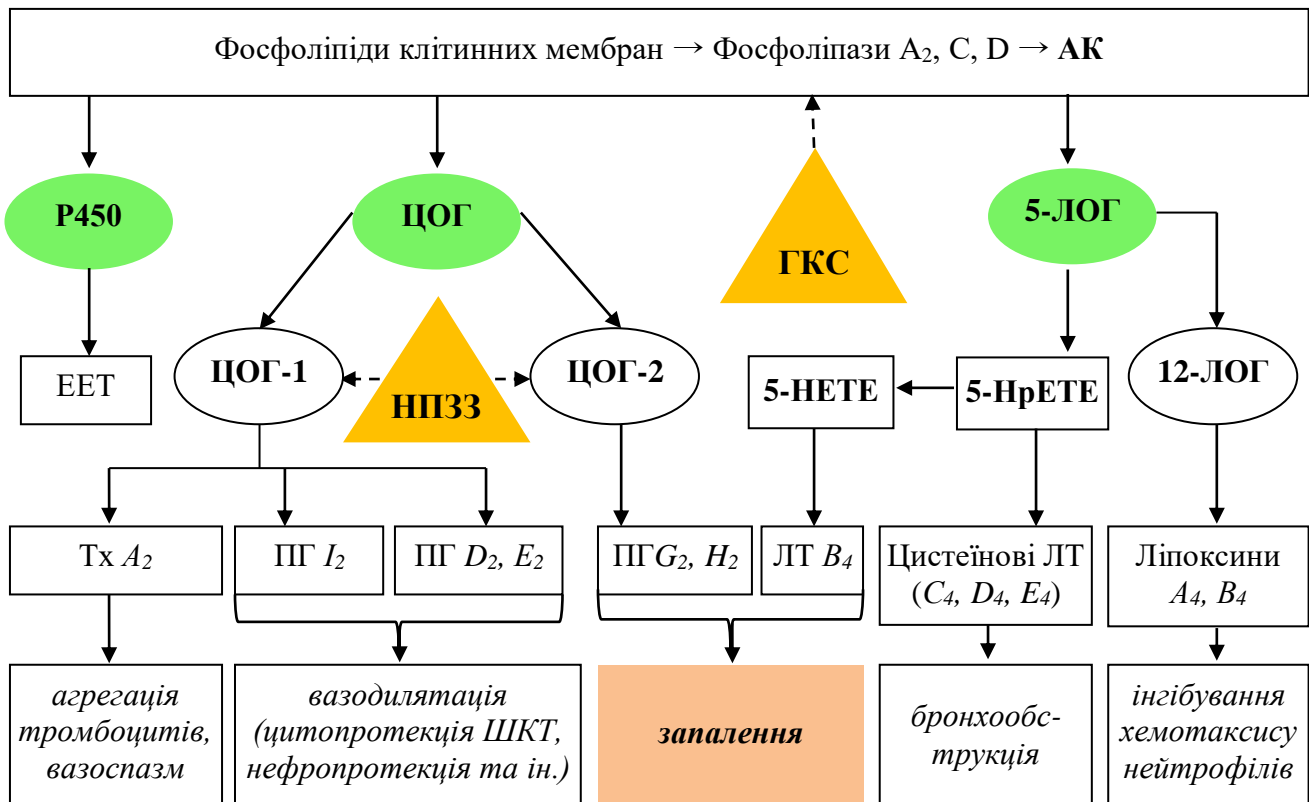 Фосфоліпіди клітинних мембран → Фосфоліпази А₂, С, D → АК
Р450
ЦОГ
ГКС
5-ЛОГ
ЕЕТ
ЦОГ-1
НПЗЗ
ЦОГ-2
5-НЕТЕ
5-НрЕТЕ
12-ЛОГ
Тх A₂
ПГ I₂
ПГ D₂, E₂
ПГG₂, H₂
ЛТ B₄
Цистеїнові ЛТ
(C₄, D₄, E₄)
Ліпоксини
A₄, B₄
агрегація
тромбоцитів,
вазоспазм
вазодилятація
(цитопротекція ШКТ,
нефропротекція та ін.)
запалення
бронхообс-
трукція
інгібування
хемотаксису
нейтрофілів